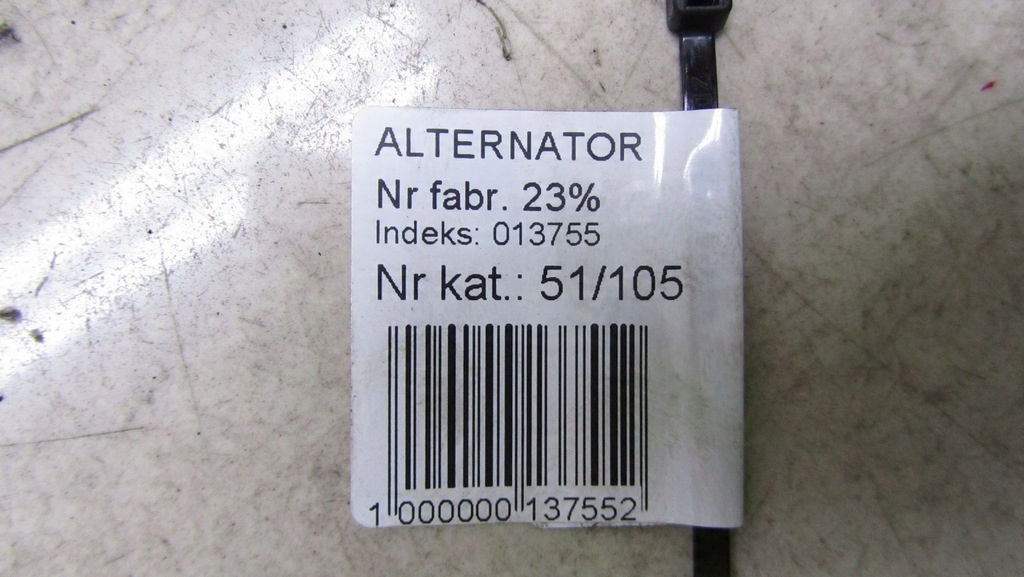 ALTERNATOR
Nr fabr. 23%
Indeks: 013755
Nr kat.: 51/105
1 000000 137552